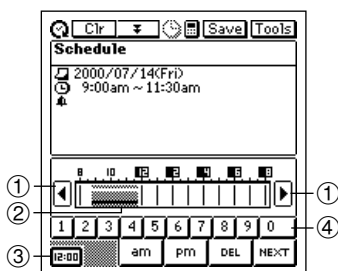 Clr Save Tools
Schedule
2000/07/14(Fri)
9:00am ~ 11:30am
8 10 12 2 4 6 8
① ①
②
1 2 3 4 5 6 7 8 9 0 ④
③ 12:00 am pm DEL NEXT